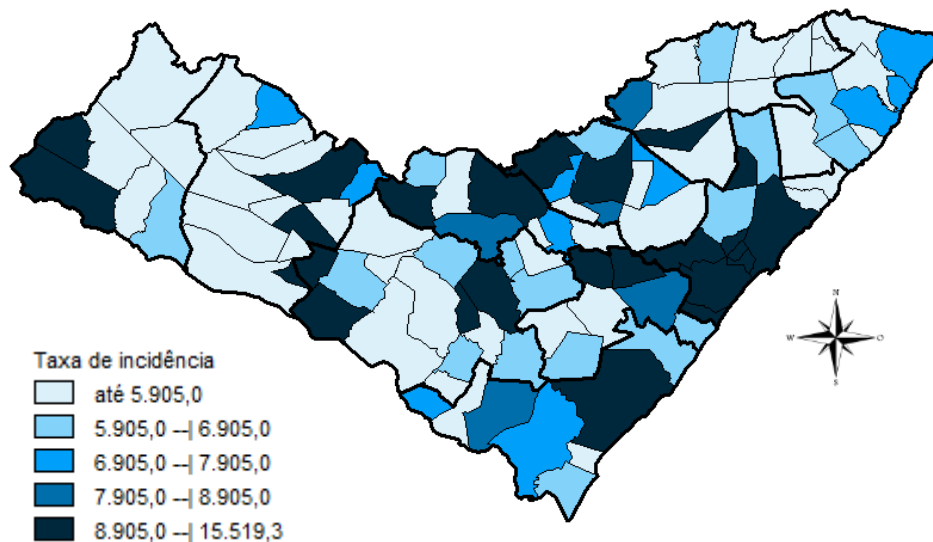 N
W
O
S
Taxa de incidência
até 5.905,0
5.905,0 --| 6.905,0
6.905,0 --| 7.905,0
7.905,0 --| 8.905,0
8.905,0 --| 15.519,3